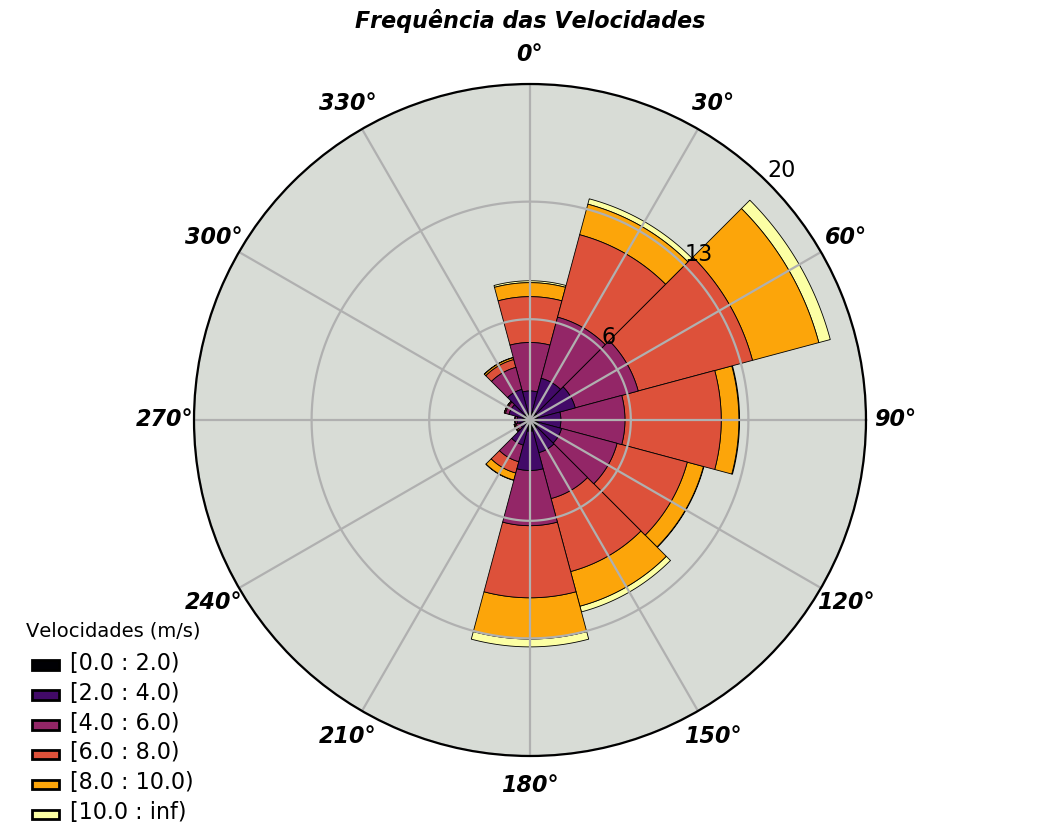 Frequência das Velocidades
0°
330°
30°
20
300°
60°
13
6
270°
90°
240°
120°
210°
150°
180°
Velocidades (m/s)
[0.0 : 2.0)
[2.0 : 4.0)
[4.0 : 6.0)
[6.0 : 8.0)
[8.0 : 10.0)
[10.0 : inf)